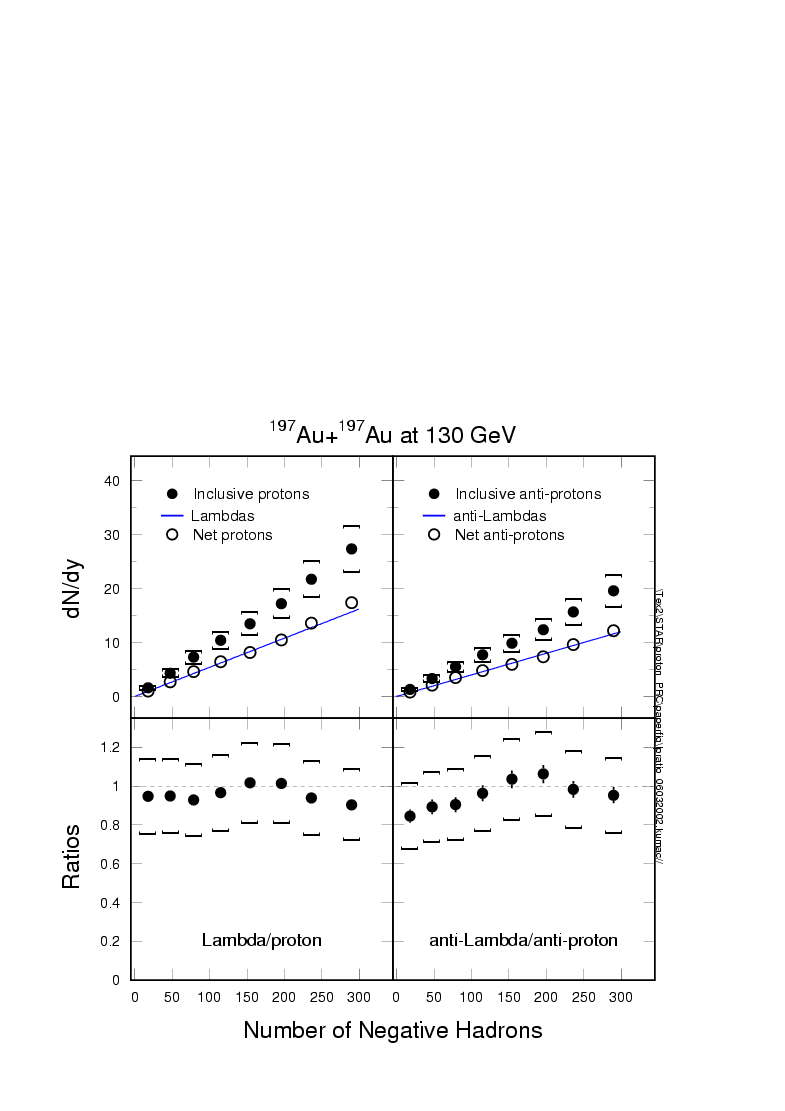 197Au+197Au at 130 GeV
dN/dy
40
30
20
10
0
Inclusive protons
Lambdas
Net protons
Inclusive anti-protons
anti-Lambdas
Net anti-protons
Ratios
1.2
1
0.8
0.6
0.4
0.2
0
Lambda/proton
anti-Lambda/anti-proton
0 50 100 150 200 250 300
0 50 100 150 200 250 300
Number of Negative Hadrons